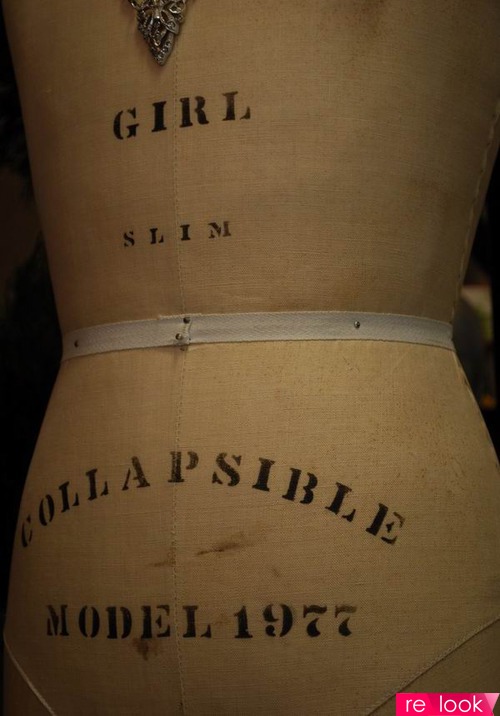 GIRL
SLIM
COLLAPSIBLE
MODEL 1977
re look